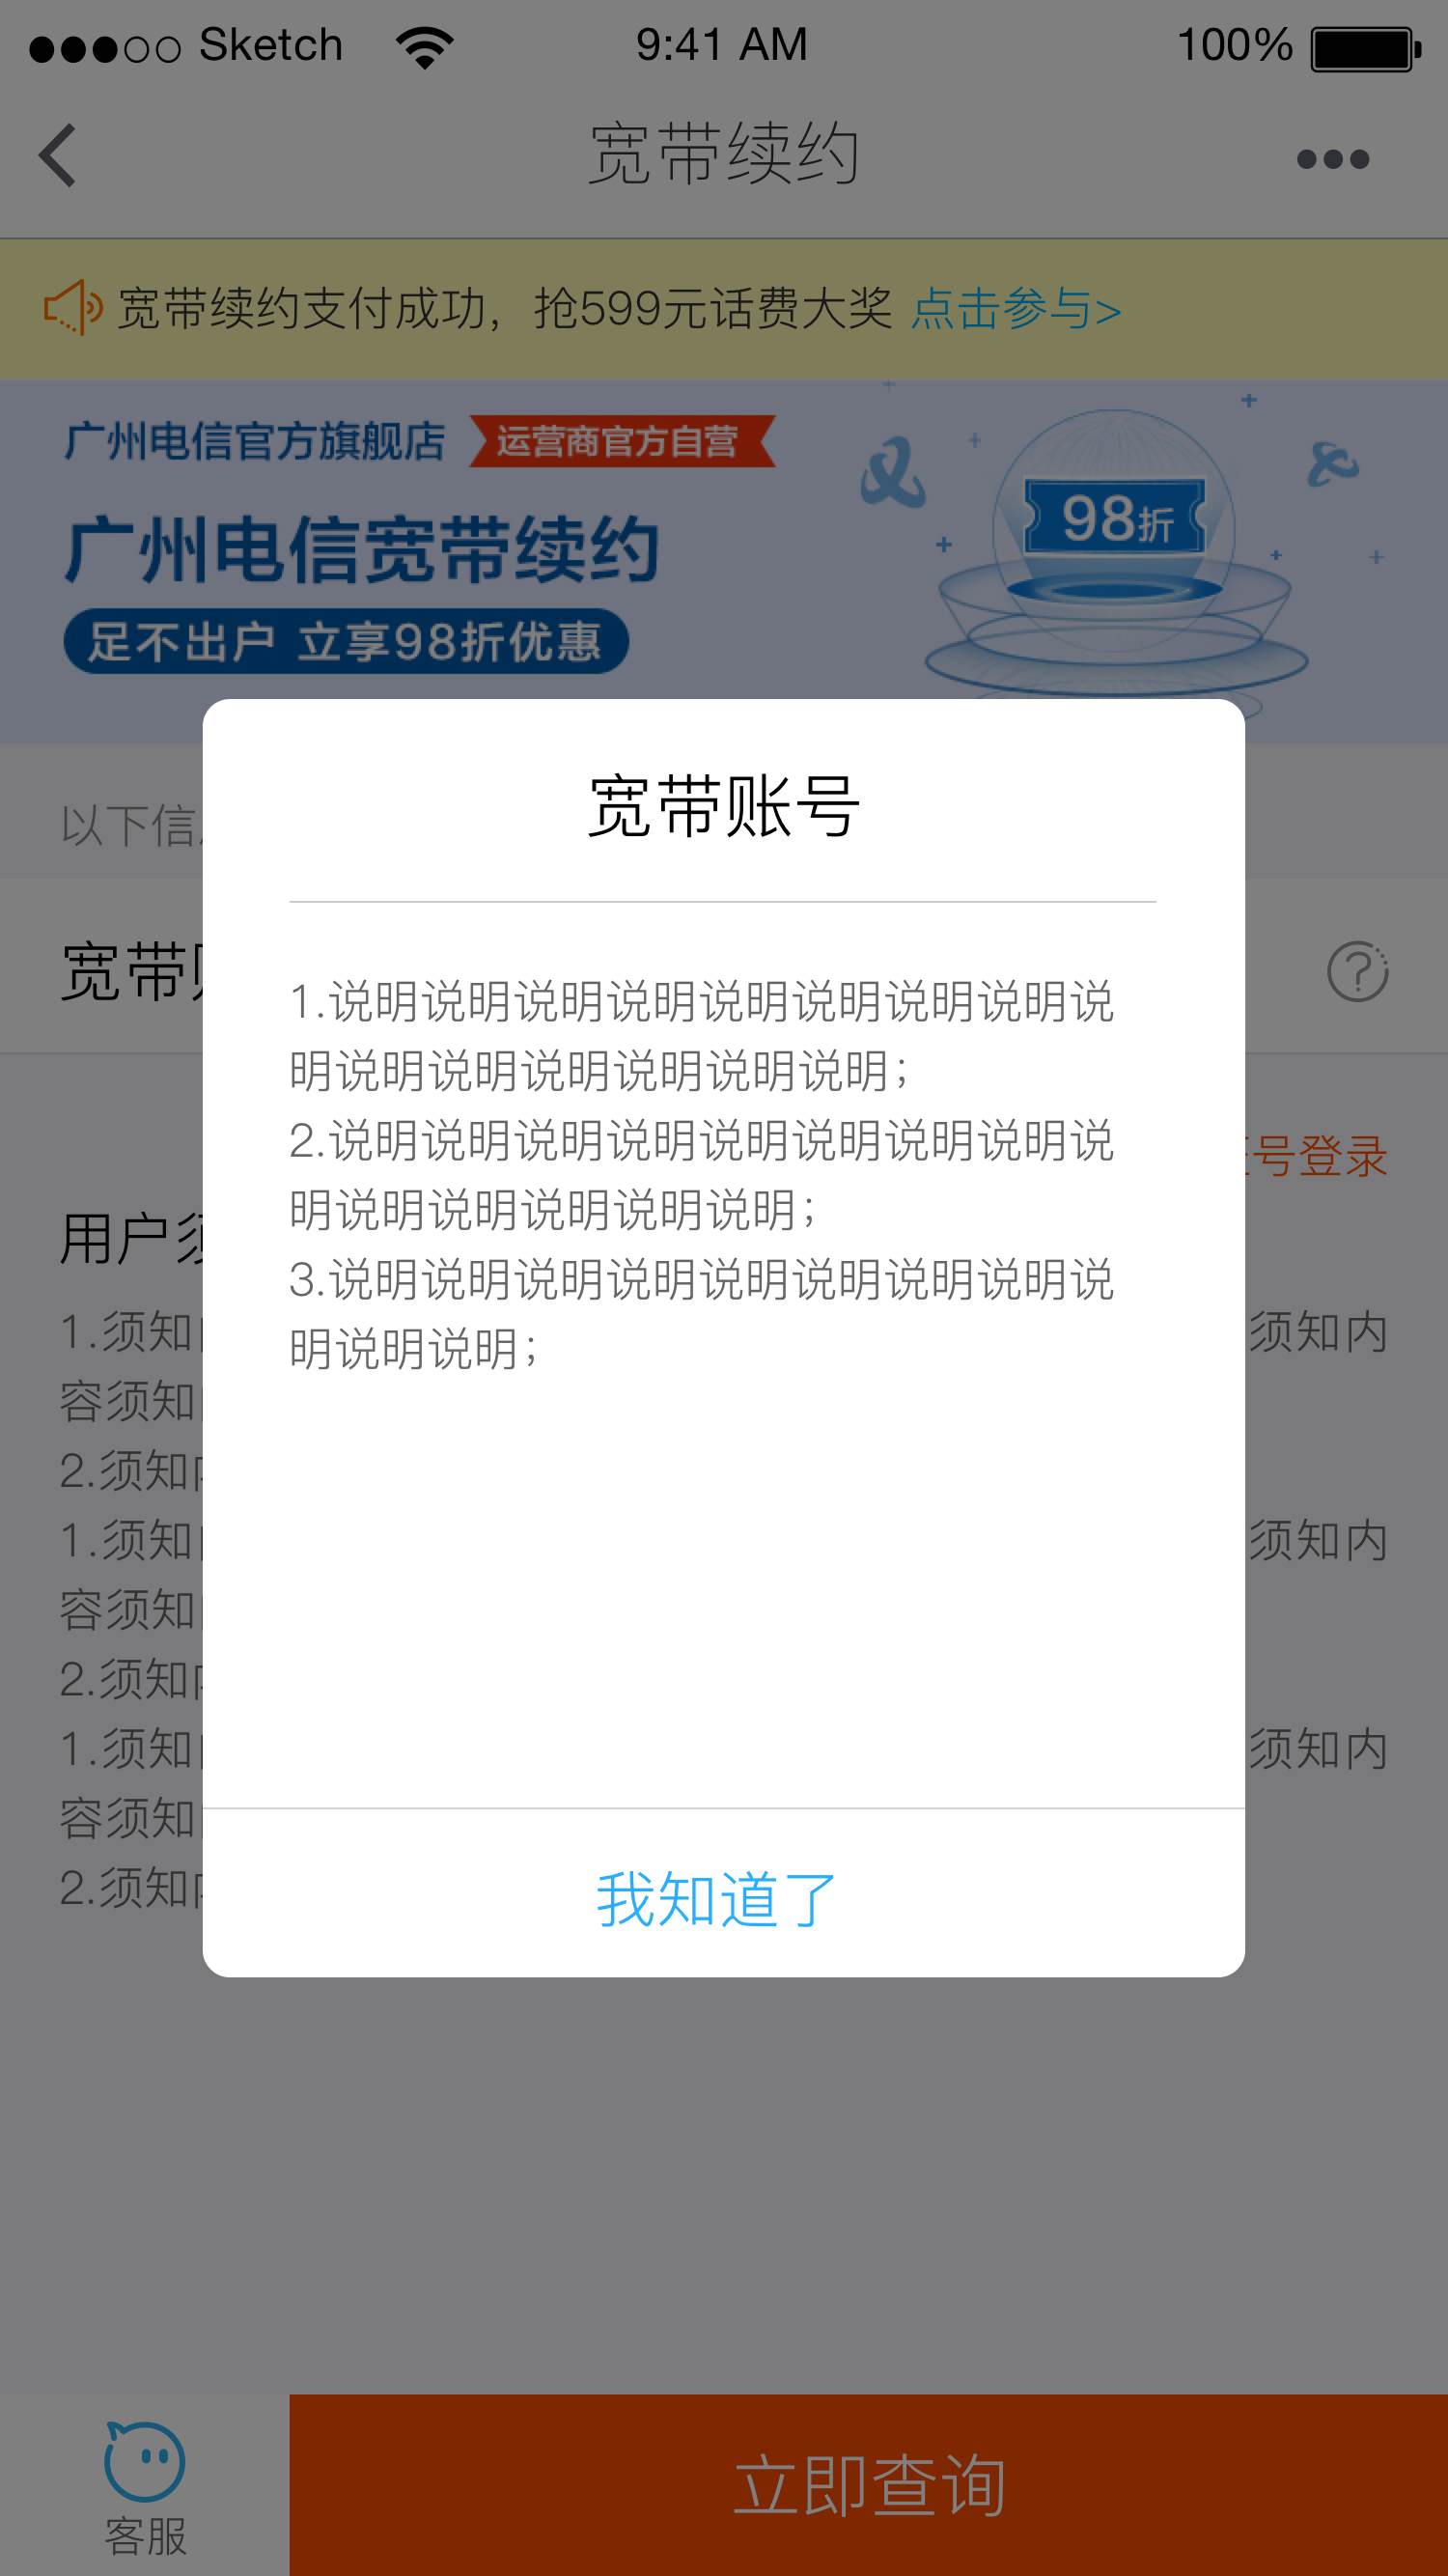 Sketch 9:41 AM 100%
宽带续约
宽带续约支付成功，抢599元话费大奖 点击参与>
广州电信官方旗舰店 运营商官方自营
广州电信宽带续约
98折
足不出户 立享98折优惠
以下信
宽带账号
宽带
1.说明说明说明说明说明说明说明说明说
明说明说明说明说明说明说明；
2.说明说明说明说明说明说明说明说明说
明说明说明说明说明说明；
号登录
用户须
3.说明说明说明说明说明说明说明说明说
明说明说明；
1.须知 须知内
容须知
2.须知
1.须知 须知内
容须知
2.须知
1.须知 须知内
容须知
2.须知
我知道了
客服
立即查询